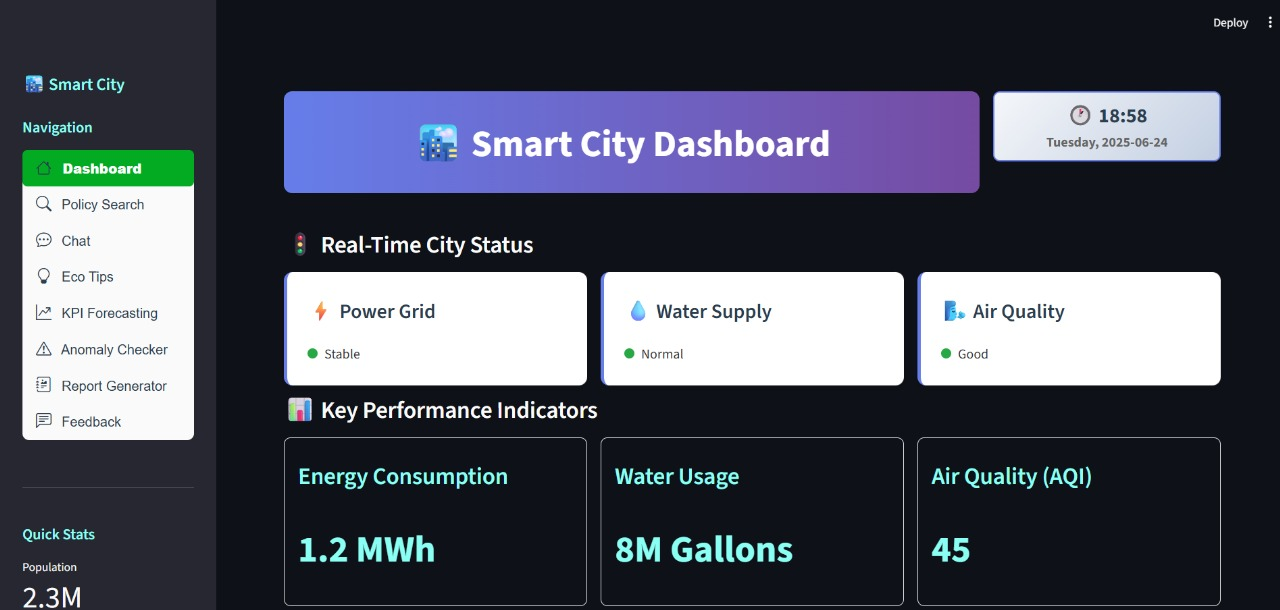 Deploy
Smart City
Navigation
Dashboard
Policy Search
Chat
Eco Tips
KPI Forecasting
Anomaly Checker
Report Generator
Feedback
Quick Stats
Population
2.3M
Smart City Dashboard
18:58
Tuesday, 2025-06-24
Real-Time City Status
Power Grid
Stable
Water Supply
Normal
Air Quality
Good
Key Performance Indicators
Energy Consumption
1.2 MWh
Water Usage
8M Gallons
Air Quality (AQI)
45